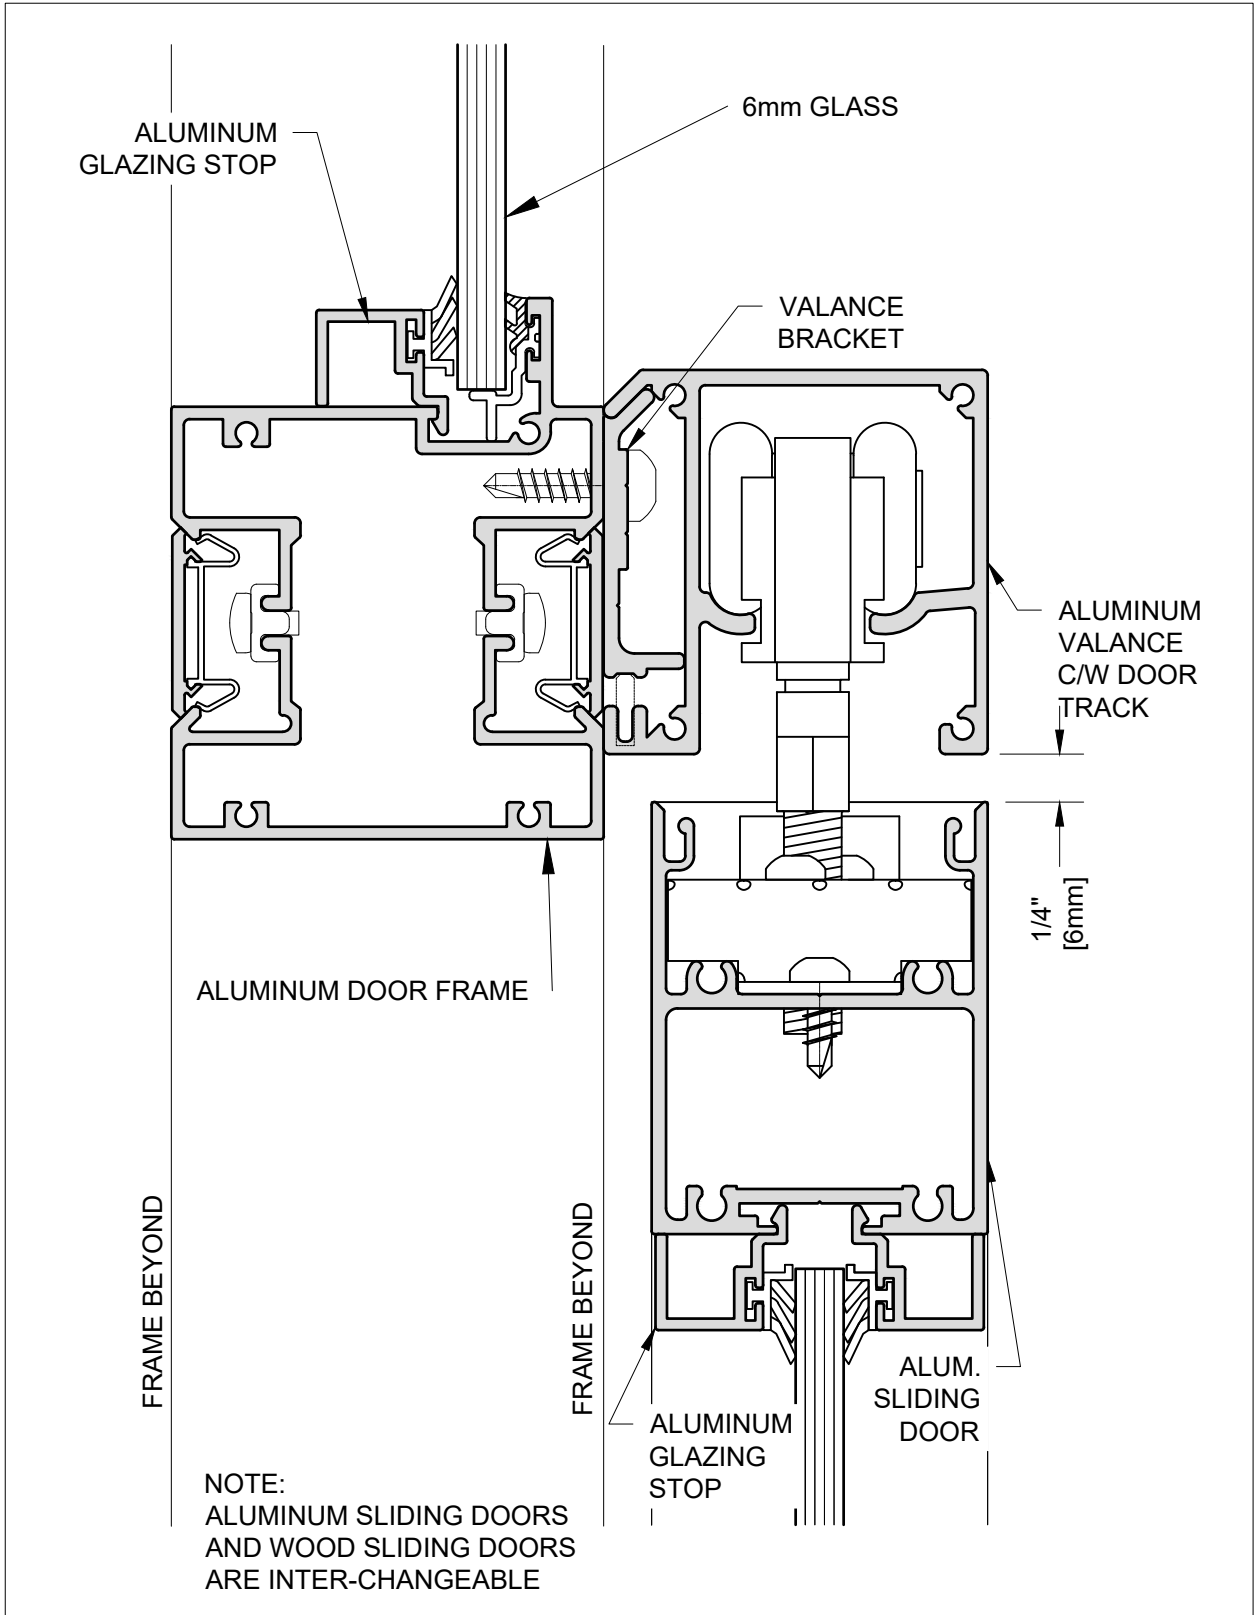 6mm GLASS
ALUMINUM
GLAZING STOP
VALANCE
BRACKET
ALUMINUM
VALANCE
C/W DOOR
TRACK
1/4"
[6mm]
ALUMINUM DOOR FRAME
FRAME BEYOND
FRAME BEYOND
ALUM.
SLIDING
DOOR
ALUMINUM
GLAZING
STOP
NOTE:
ALUMINUM SLIDING DOORS
AND WOOD SLIDING DOORS
ARE INTER-CHANGEABLE